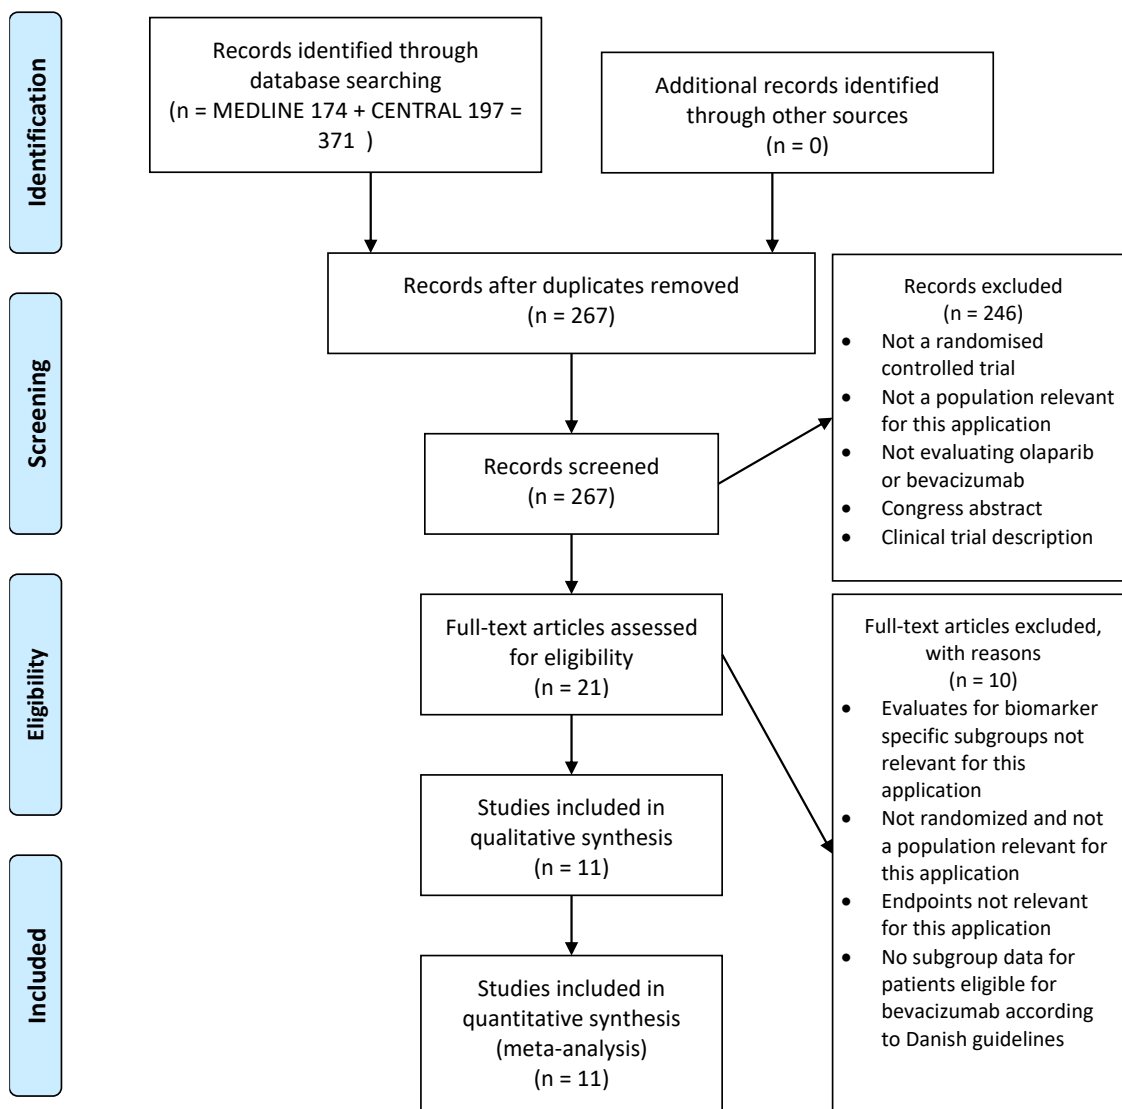 Identification
Records identified through
database searching
(n = MEDLINE 174 + CENTRAL 197 =
371 )
Additional records identified
through other sources
(n = 0)
Records after duplicates removed
(n = 267)
Screening
Records screened
(n = 267)
Records excluded
(n = 246)
• Not a randomised
controlled trial
• Not a population relevant
for this application
• Not evaluating olaparib
or bevacizumab
• Congress abstract
• Clinical trial description
Eligibility
Full-text articles assessed
for eligibility
(n = 21)
Full-text articles excluded,
with reasons
(n = 10)
• Evaluates for biomarker
specific subgroups not
relevant for this
application
• Not randomized and not
a population relevant for
this application
• Endpoints not relevant
for this application
• No subgroup data for
patients eligible for
bevacizumab according
to Danish guidelines
Studies included in
qualitative synthesis
(n = 11)
Included
Studies included in
quantitative synthesis
(meta-analysis)
(n = 11)